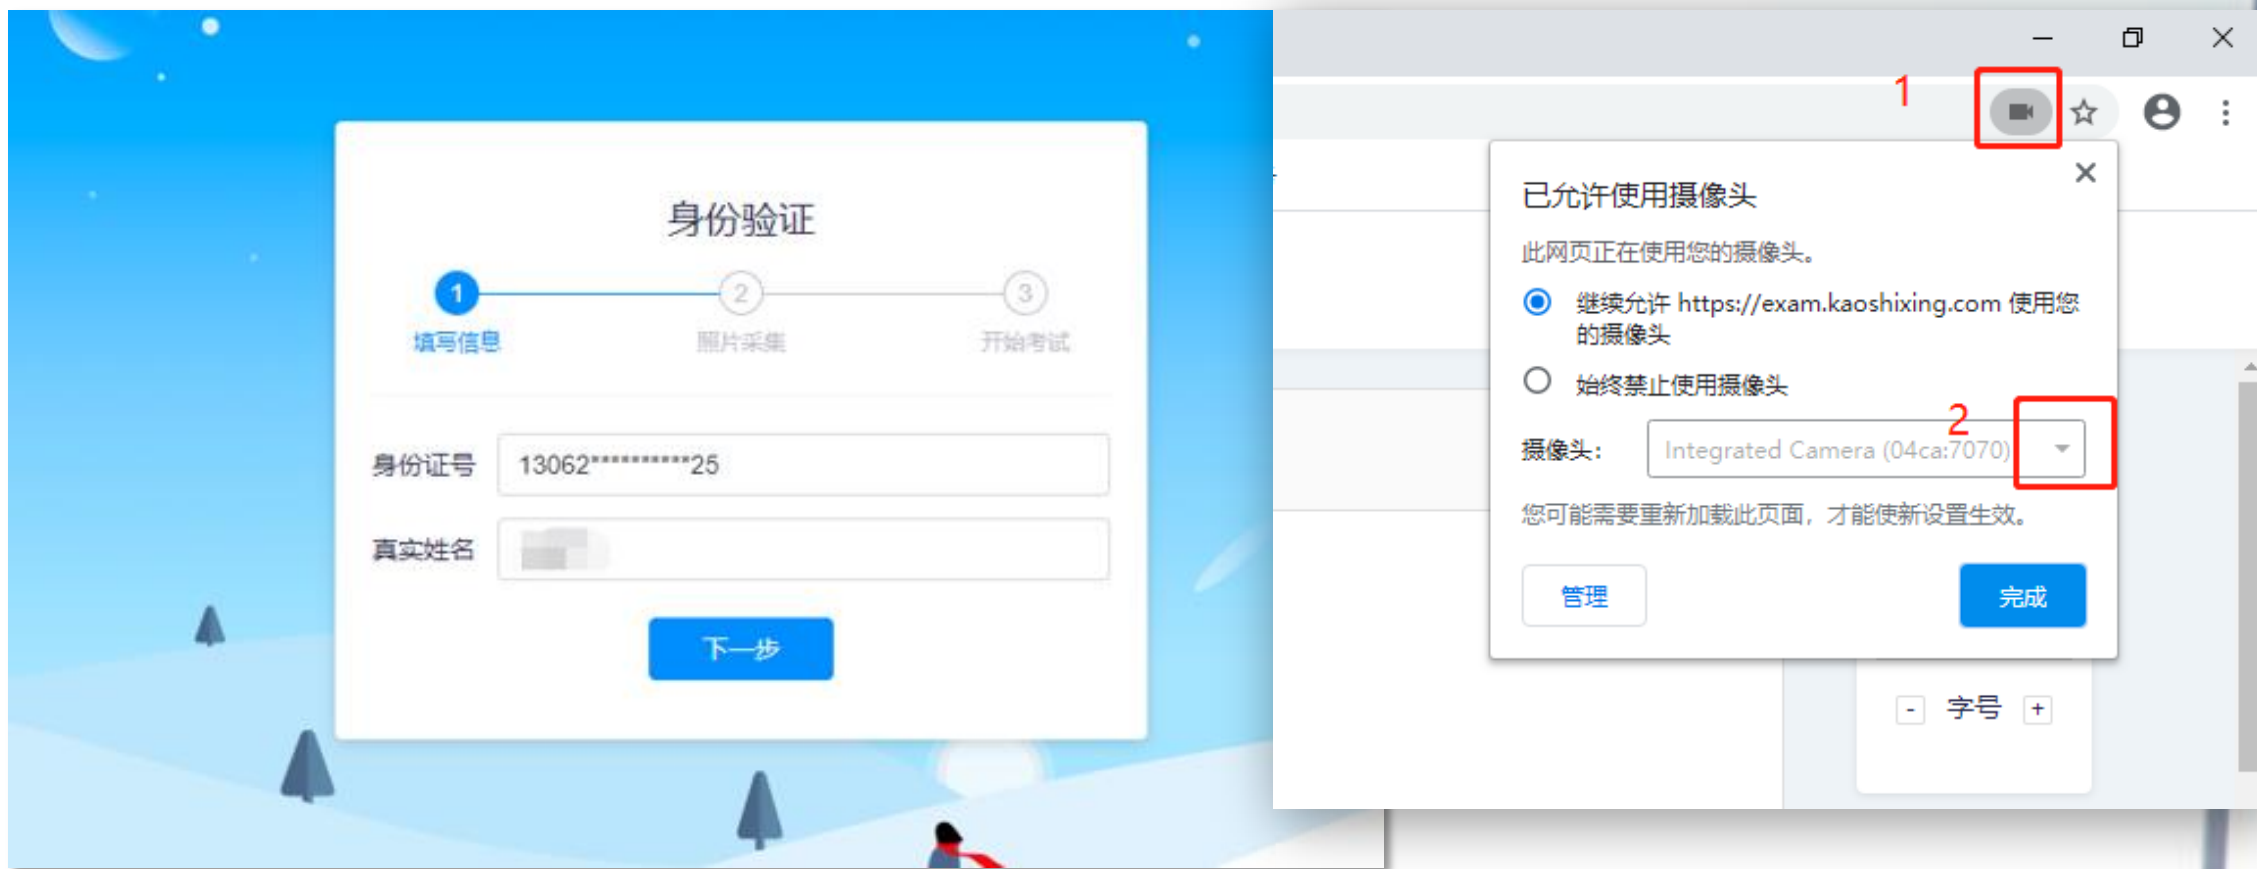 身份验证
1
2
3
填写信息
照片采集
开始考试
身份证号
13062**********25
真实姓名
下一步
1
已允许使用摄像头
此网页正在使用您的摄像头。
继续允许 https://exam.kaoshixing.com 使用您
的摄像头
始终禁止使用摄像头
2
摄像头：
Integrated Camera (04ca:7070)
您可能需要重新加载此页面，才能使新设置生效。
管理
完成
- 字号 +